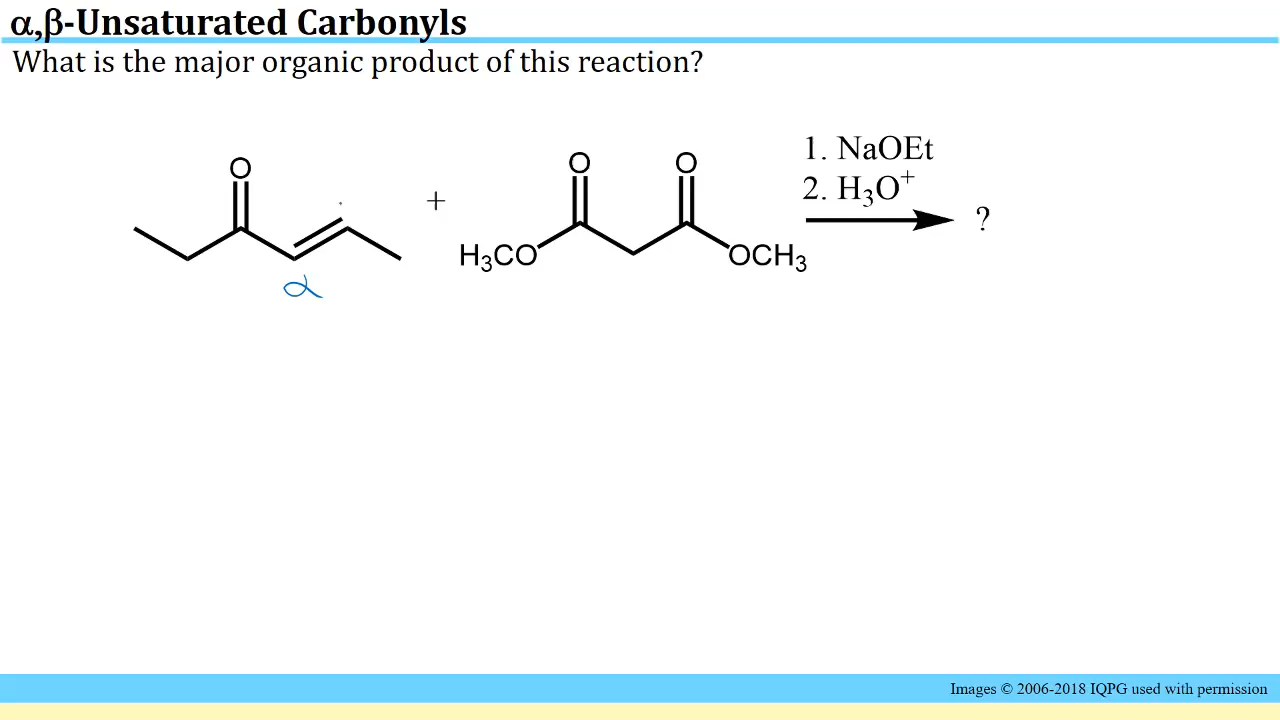 α,β-Unsaturated Carbonyls
What is the major organic product of this reaction?
1. NaOEt
2. H₃O⁺
O
+
O
O
H₃CO
OCH₃
?
α
Images © 2006-2018 IQPG used with permission